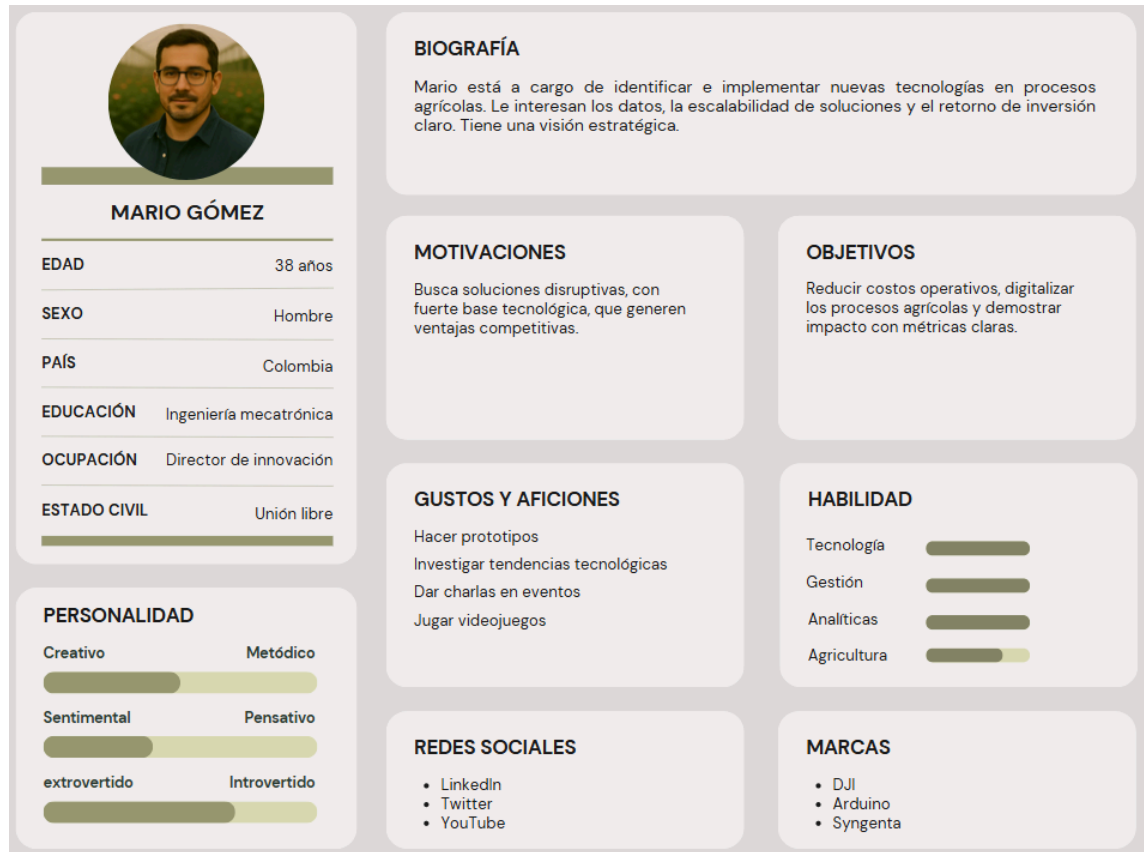 MARIO GÓMEZ
EDAD 38 años
SEXO Hombre
PAÍS Colombia
EDUCACIÓN Ingeniería mecatrónica
OCUPACIÓN Director de innovación
ESTADO CIVIL Unión libre
PERSONALIDAD
Creativo Metódico
Sentimental Pensativo
extrovertido Introvertido
BIOGRAFÍA
Mario está a cargo de identificar e implementar nuevas tecnologías en procesos
agrícolas. Le interesan los datos, la escalabilidad de soluciones y el retorno de inversión
claro. Tiene una visión estratégica.
MOTIVACIONES
Busca soluciones disruptivas, con
fuerte base tecnológica, que generen
ventajas competitivas.
OBJETIVOS
Reducir costos operativos, digitalizar
los procesos agrícolas y demostrar
impacto con métricas claras.
GUSTOS Y AFICIONES
Hacer prototipos
Investigar tendencias tecnológicas
Dar charlas en eventos
Jugar videojuegos
HABILIDAD
Tecnología
Gestión
Analíticas
Agricultura
REDES SOCIALES
• LinkedIn
• Twitter
• YouTube
MARCAS
• DJI
• Arduino
• Syngenta